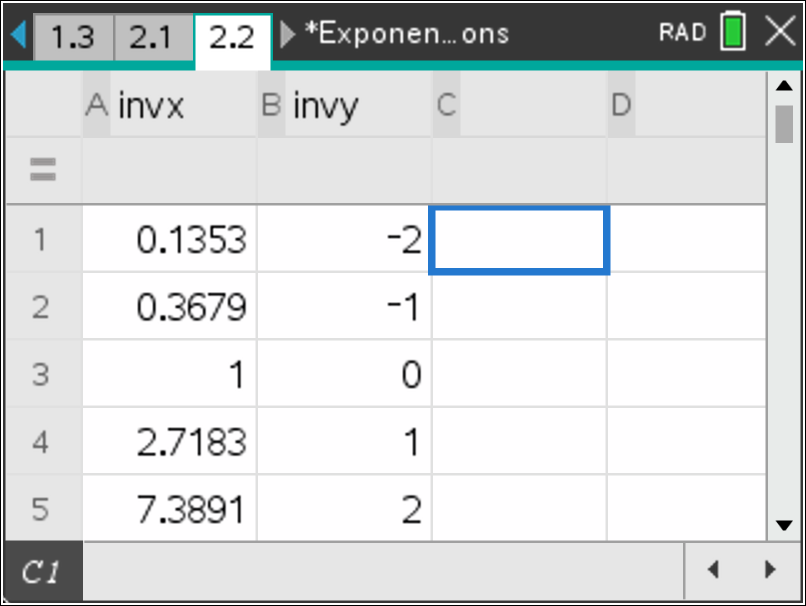 1.3 2.1 2.2 *Exponen...ons RAD
A invx B invy C D
=
1 0.1353 -2
2 0.3679 -1
3 1 0
4 2.7183 1
5 7.3891 2
C1